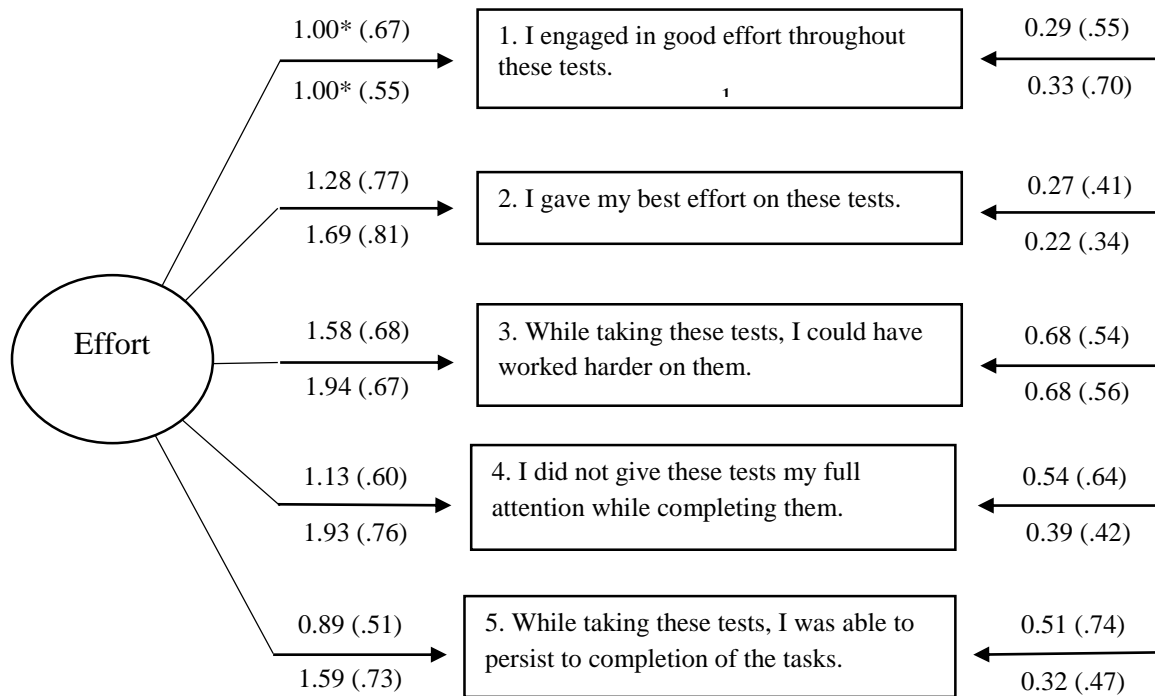 1.00* (.67)
1.00* (.55)
1. I engaged in good effort throughout
these tests.
1
0.29 (.55)
0.33 (.70)
1.28 (.77)
1.69 (.81)
2. I gave my best effort on these tests.
0.27 (.41)
0.22 (.34)
Effort
1.58 (.68)
1.94 (.67)
3. While taking these tests, I could have
worked harder on them.
0.68 (.54)
0.68 (.56)
1.13 (.60)
1.93 (.76)
4. I did not give these tests my full
attention while completing them.
0.54 (.64)
0.39 (.42)
0.89 (.51)
1.59 (.73)
5. While taking these tests, I was able to
persist to completion of the tasks.
0.51 (.74)
0.32 (.47)